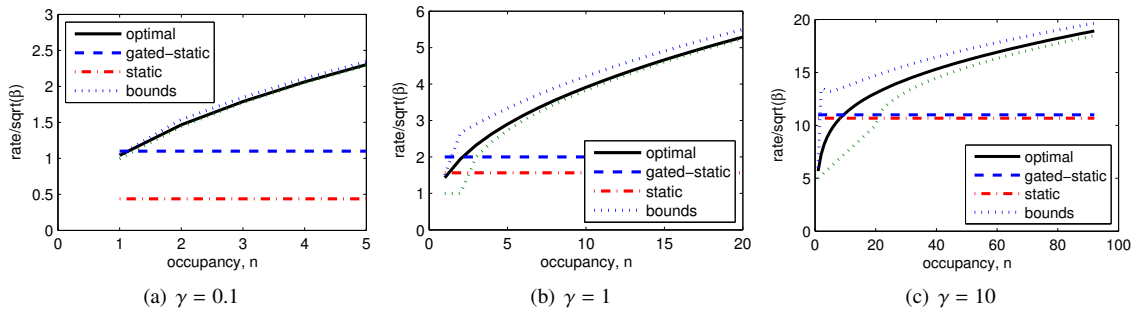 3
2.5
2
1.5
1
0.5
0
rate/sqrt(β)
optimal
gated−static
static
bounds
0 1 2 3 4 5
occupancy, n
(a) γ = 0.1
6
5
4
3
2
1
0
rate/sqrt(β)
optimal
gated−static
static
bounds
0 5 10 15 20
occupancy, n
(b) γ = 1
20
15
10
5
0
rate/sqrt(β)
optimal
gated−static
static
bounds
0 20 40 60 80 100
occupancy, n
(c) γ = 10